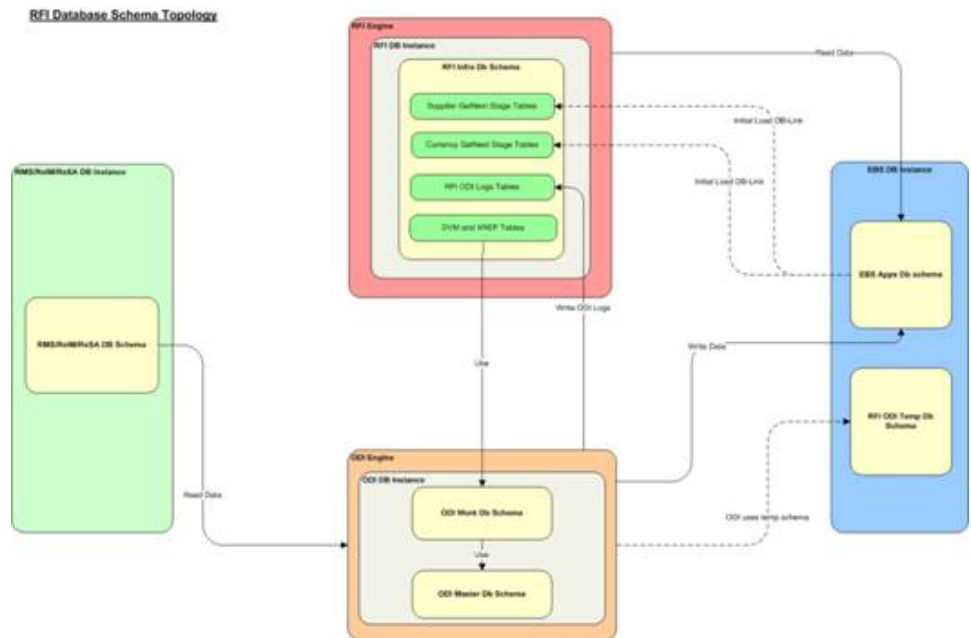 RFI Database Schema Topology
RFI Engine
RFI DB Instance
RFI Infra Db Schema
Supplier GetNext Stage Tables
Currency GetNext Stage Tables
RFI ODI Logs Tables
DVM and XREF Tables
Read Data
Initial Load DB-Link
Initial Load DB-Link
RMS/ReIM/ReSA DB Instance
RMS/ReIM/ReSA DB Schema
EBS DB Instance
EBS Apps Db schema
RFI ODI Temp Db
Schema
Write ODI Logs
Write Data
Use
Read Data
ODI Engine
ODI DB Instance
ODI Work Db Schema
Use
ODI Master Db Schema
ODI uses temp schema